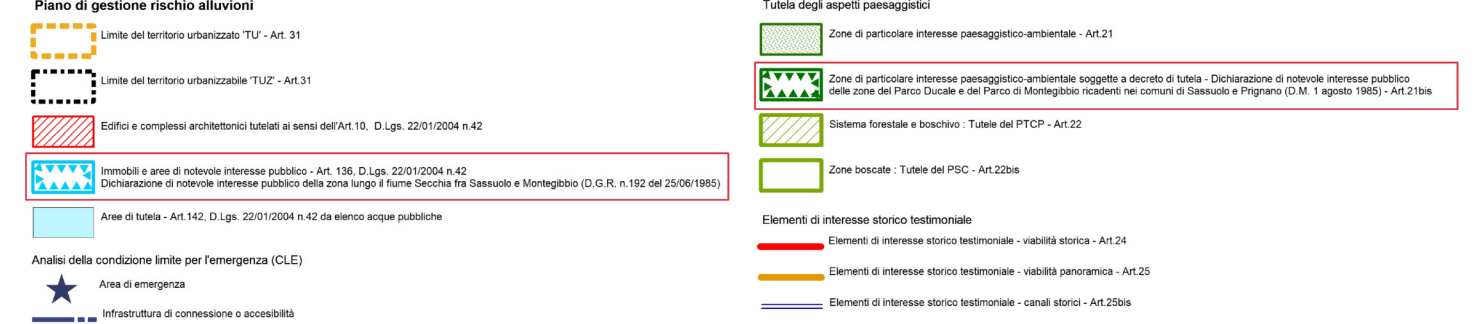 Piano di gestione rischio alluvioni
Limite del territorio urbanizzato 'TU' - Art. 31
Limite del territorio urbanizzabile 'TUZ' - Art.31
Edifici e complessi architettonici tutelati ai sensi dell'Art.10, D.Lgs. 22/01/2004 n.42
Immobili e aree di notevole interesse pubblico - Art. 136, D.Lgs. 22/01/2004 n.42
Dichiarazione di notevole interesse pubblico della zona lungo il fiume Secchia fra Sassuolo e Montegibbio (D.G.R. n.192 del 25/06/1985)
Aree di tutela - Art.142, D.Lgs. 22/01/2004 n.42 da elenco acque pubbliche
Analisi della condizione limite per l'emergenza (CLE)
Area di emergenza
Infrastruttura di connessione o accesibilità
Tutela degli aspetti paesaggistici
Zone di particolare interesse paesaggistico-ambientale - Art.21
Zone di particolare interesse paesaggistico-ambientale soggette a decreto di tutela - Dichiarazione di notevole interesse pubblico
delle zone del Parco Ducale e del Parco di Montegibbio ricadenti nei comuni di Sassuolo e Prignano (D.M. 1 agosto 1985) - Art.21bis
Sistema forestale e boschivo : Tutele del PTCP - Art.22
Zone boscate : Tutele del PSC - Art.22bis
Elementi di interesse storico testimoniale
Elementi di interesse storico testimoniale - viabilità storica - Art.24
Elementi di interesse storico testimoniale - viabilità panoramica - Art.25
Elementi di interesse storico testimoniale - canali storici - Art.25bis